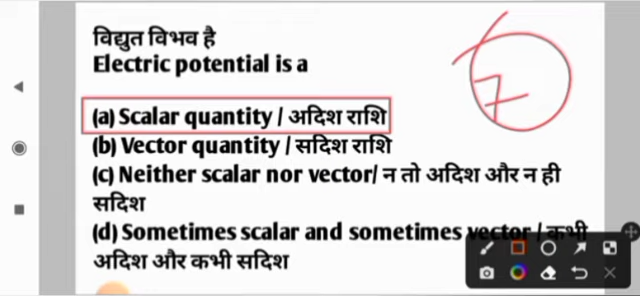 विद्युत विभव है
Electric potential is a
7
(a) Scalar quantity / अदिश राशि
(b) Vector quantity / सदिश राशि
(c) Neither scalar nor vector/ न तो अदिश और न ही
सदिश
(d) Sometimes scalar and sometimes vector / कभी
अदिश और कभी सदिश